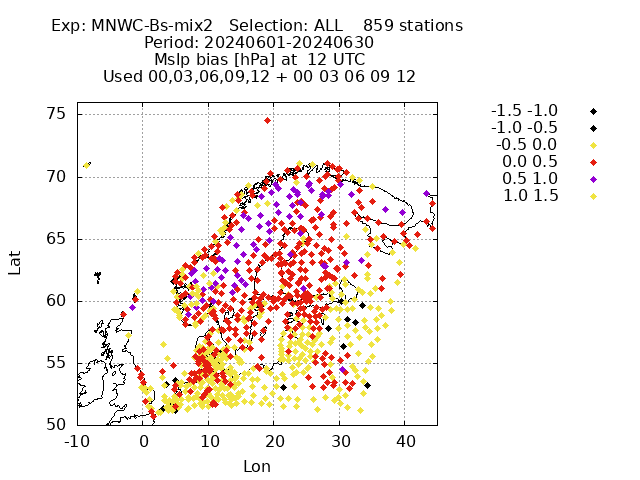 Exp: MNWC-Bs-mix2 Selection: ALL 859 stations
Period: 20240601-20240630
Mslp bias [hPa] at 12 UTC
Used 00,03,06,09,12 + 00 03 06 09 12
-1.5 -1.0
-1.0 -0.5
-0.5 0.0
0.0 0.5
0.5 1.0
1.0 1.5
75
70
65
60
55
50
Lat
-10 0 10 20 30 40
Lon